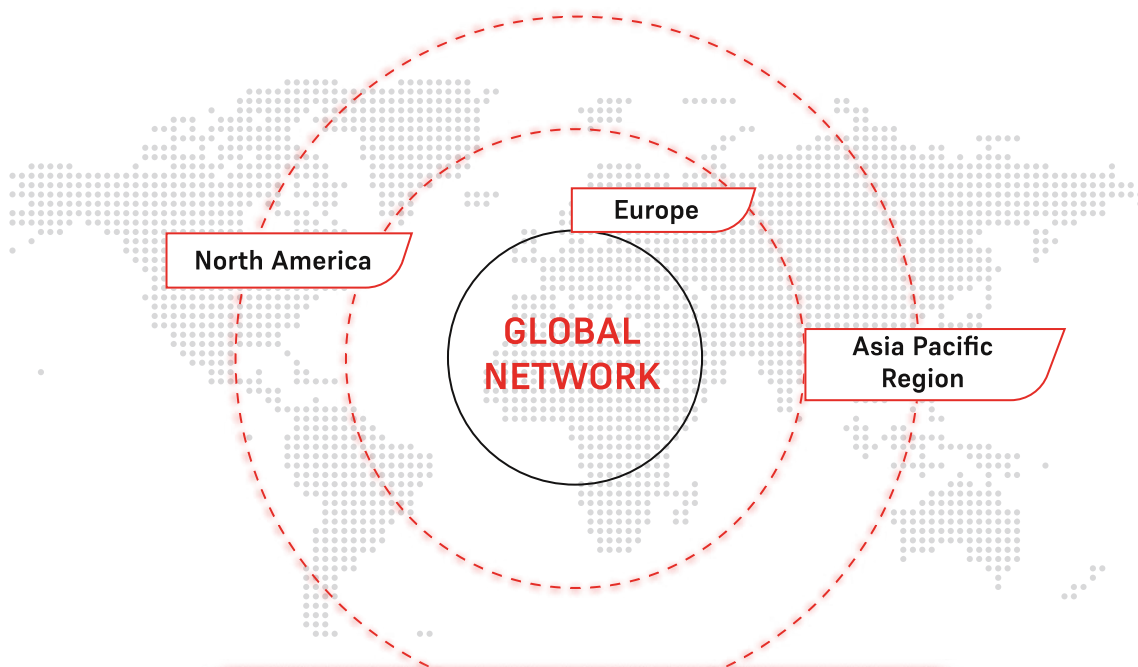 Europe
North America
GLOBAL
NETWORK
Asia Pacific
Region